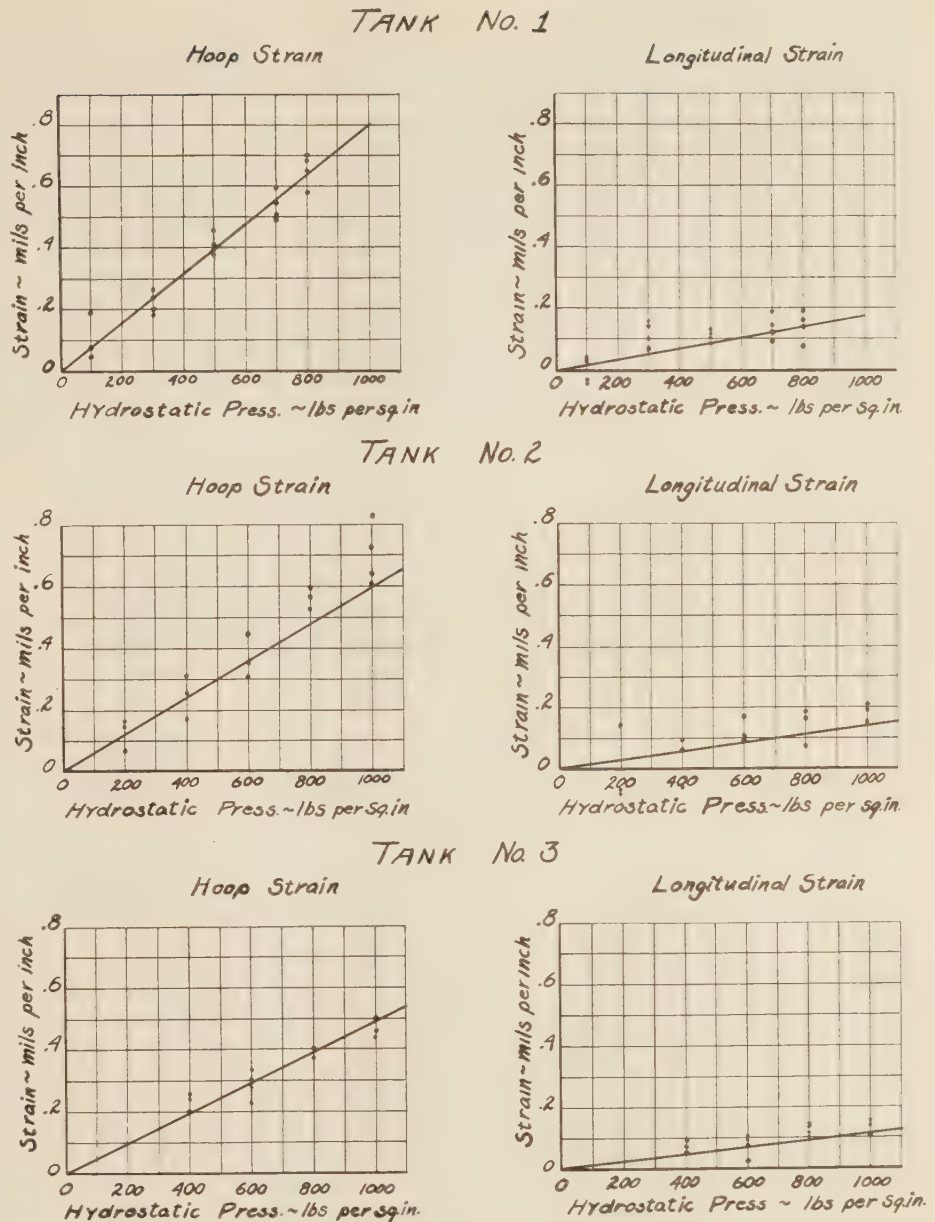 TANK No. 1
Hoop Strain
Longitudinal Strain
Strain ~ mils per inch
.8
.6
.4
.2
0
0 200 400 600 800 1000
Hydrostatic Press. ~ lbs per sq.in
Strain ~ mils per inch
.8
.6
.4
.2
0
0 200 400 600 800 1000
Hydrostatic Press. ~ lbs per sq.in.
TANK No. 2
Hoop Strain
Longitudinal Strain
Strain ~ mils per inch
.8
.6
.4
.2
0
0 200 400 600 800 1000
Hydrostatic Press. ~ lbs per sq.in
Strain ~ mils per inch
.8
.6
.4
.2
0
0 200 400 600 800 1000
Hydrostatic Press. ~ lbs per sq.in.
TANK No. 3
Hoop Strain
Longitudinal Strain
Strain ~ mils per inch
.8
.6
.4
.2
0
0 200 400 600 800 1000
Hydrostatic Press. ~ lbs per sq.in.
Strain ~ mils per inch
.8
.6
.4
.2
0
0 200 400 600 800 1000
Hydrostatic Press. ~ lbs per sq.in.